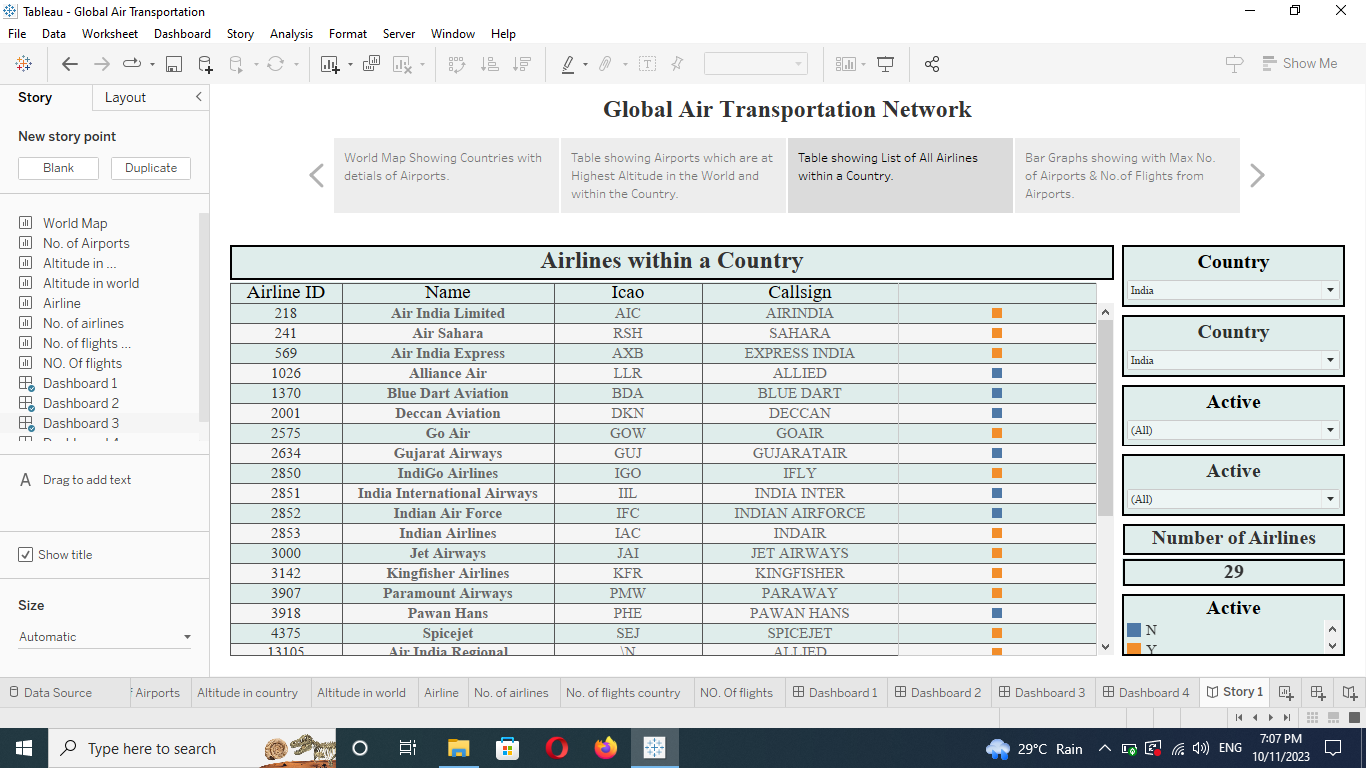 Tableau - Global Air Transportation
File Data Worksheet Dashboard Story Analysis Format Server Window Help
Show Me
Story Layout
New story point
Blank Duplicate
World Map
No. of Airports
Altitude in ...
Altitude in world
Airline
No. of airlines
No. of flights ...
NO. Of flights
Dashboard 1
Dashboard 2
Dashboard 3
A Drag to add text
Show title
Size
Automatic
Global Air Transportation Network
World Map Showing Countries with
detials of Airports.
Table showing Airports which are at
Highest Altitude in the World and
within the Country.
Table showing List of All Airlines
within a Country.
Bar Graphs showing with Max No.
of Airports & No.of Flights from
Airports.
Airlines within a Country
Airline ID Name Icao Callsign
218 Air India Limited AIC AIRINDIA
241 Air Sahara RSH SAHARA
569 Air India Express AXB EXPRESS INDIA
1026 Alliance Air LLR ALLIED
1370 Blue Dart Aviation BDA BLUE DART
2001 Deccan Aviation DKN DECCAN
2575 Go Air GOW GOAIR
2634 Gujarat Airways GUJ GUJARATAIR
2850 IndiGo Airlines IGO IFLY
2851 India International Airways IIL INDIA INTER
2852 Indian Air Force IFC INDIAN AIRFORCE
2853 Indian Airlines IAC INDAIR
3000 Jet Airways JAI JET AIRWAYS
3142 Kingfisher Airlines KFR KINGFISHER
3907 Paramount Airways PMW PARAWAY
3918 Pawan Hans PHE PAWAN HANS
4375 Spicejet SEJ SPICEJET
13105 Air India Regional \N ALLIED
Country
India
Country
India
Active
(All)
Active
(All)
Number of Airlines
29
Active
N
Y
Data Source Airports Altitude in country Altitude in world Airline No. of airlines No. of flights country NO. Of flights Dashboard 1 Dashboard 2 Dashboard 3 Dashboard 4 Story 1
Type here to search
29°C Rain ENG
7:07 PM
10/11/2023